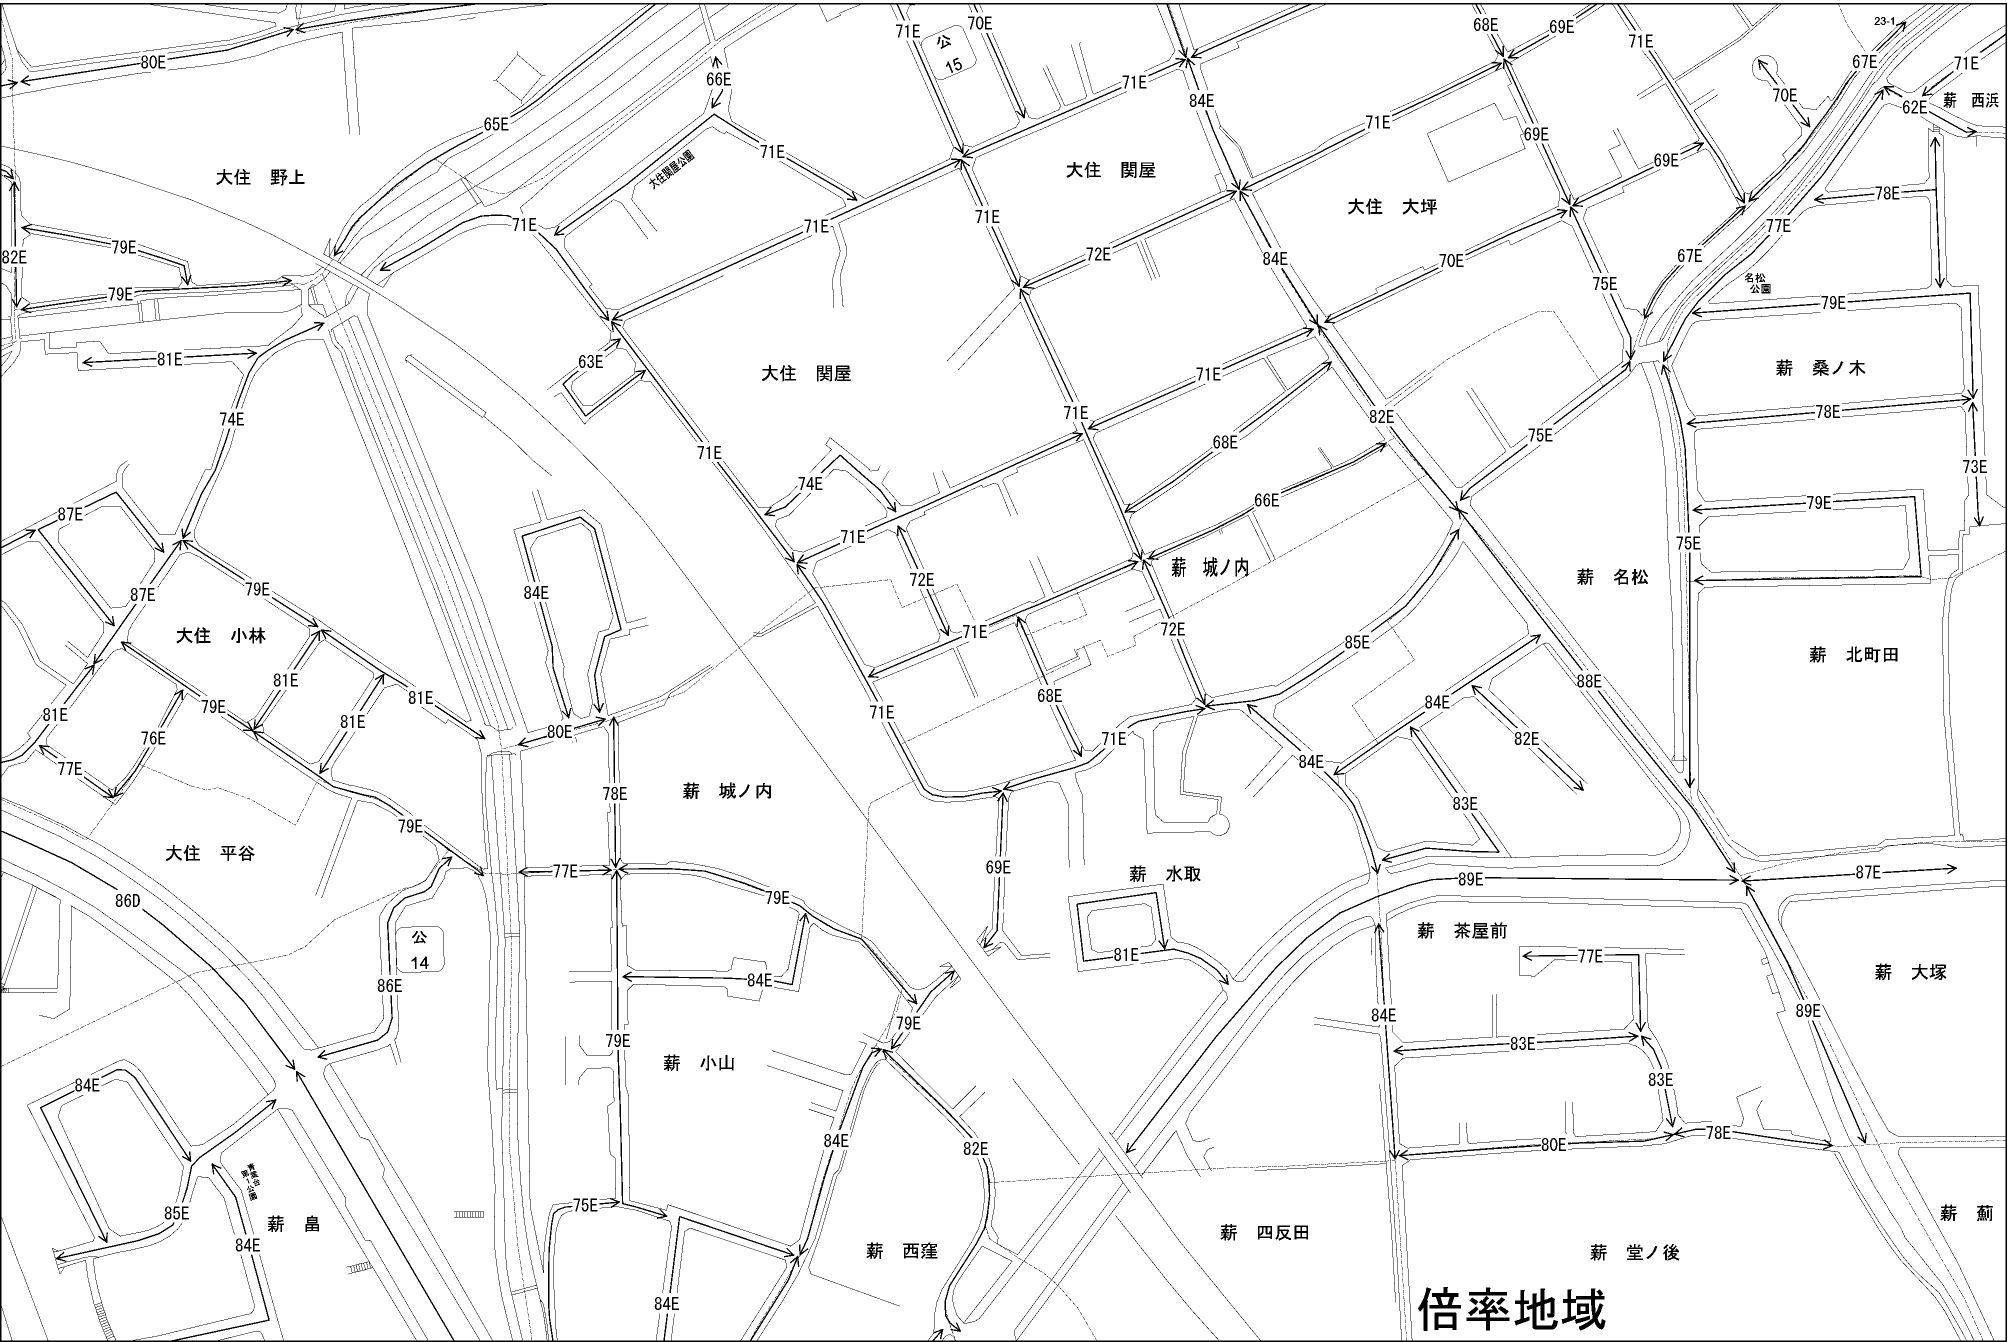 71E
公
15
70E
68E
69E
71E
23-1
67E
71E
80E
66E
71E
84E
70E
62E
薪 西浜
65E
71E
71E
69E
69E
大住 野上
大住関屋公園
大住 関屋
大住 大坪
78E
71E
71E
71E
77E
79E
82E
72E
84E
70E
67E
75E
名松
公園
79E
79E
81E
63E
大住 関屋
71E
薪 桑ノ木
74E
71E
82E
78E
71E
68E
75E
73E
74E
66E
79E
87E
71E
75E
72E
薪 城ノ内
薪 名松
79E
87E
84E
大住 小林
71E
72E
85E
薪 北町田
81E
81E
68E
88E
79E
81E
81E
76E
80E
71E
71E
84E
82E
77E
78E
薪 城ノ内
84E
83E
79E
大住 平谷
77E
69E
薪 水取
89E
87E
86D
79E
公
14
薪 茶屋前
81E
77E
薪 大塚
86E
84E
79E
84E
89E
79E
薪 小山
83E
84E
83E
84E
82E
80E
78E
青葉台
第1公園
85E
薪 畠
84E
75E
薪 西窪
薪 四反田
薪 堂ノ後
薪 薊
84E
倍率地域